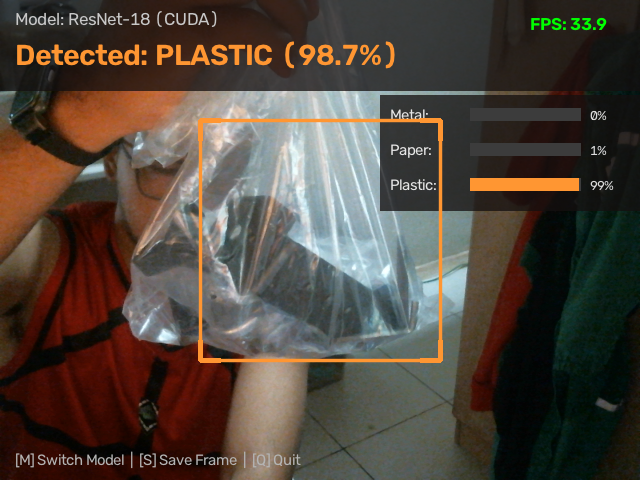 Model: ResNet-18 (CUDA)
FPS: 33.9
Detected: PLASTIC (98.7%)
Metal: 0%
Paper: 1%
Plastic: 99%
[M] Switch Model | [S] Save Frame | [Q] Quit